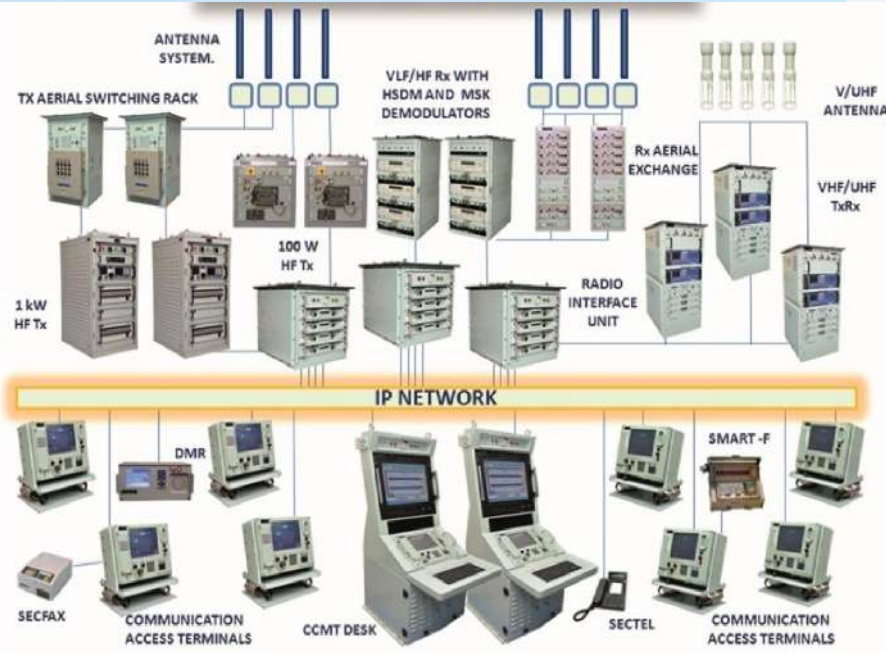 ANTENNA
SYSTEM.
TX AERIAL SWITCHING RACK
VLF/HF Rx WITH
HSDM AND MSK
DEMODULATORS
V/UHF
ANTENNA
Rx AERIAL
EXCHANGE
VHF/UHF
TxRx
100 W
HF Tx
1 kW
HF Tx
RADIO
INTERFACE
UNIT
IP NETWORK
DMR
SMART -F
SECFAX
COMMUNICATION
ACCESS TERMINALS
CCMT DESK
SECTEL
COMMUNICATION
ACCESS TERMINALS